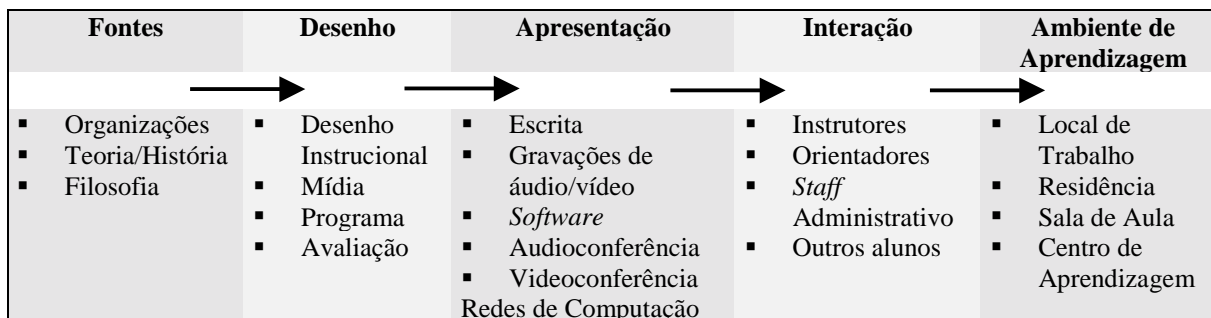 Fontes
Desenho
Apresentação
Interação
Ambiente de
Aprendizagem
▪ Organizações
▪ Teoria/História
▪ Filosofia
▪ Desenho
Instrucional
▪ Mídia
▪ Programa
▪ Avaliação
▪ Escrita
▪ Gravações de
áudio/vídeo
▪ Software
▪ Audioconferência
▪ Videoconferência
Redes de Computação
▪ Instrutores
▪ Orientadores
▪ Staff
Administrativo
▪ Outros alunos
▪ Local de
Trabalho
▪ Residência
▪ Sala de Aula
▪ Centro de
Aprendizagem